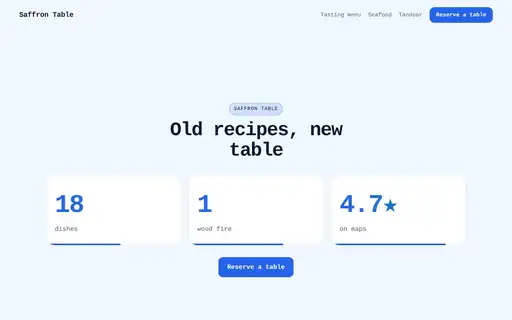 Saffron Table
Tasting menu Seafood Tandoor Reserve a table
SAFFRON TABLE
Old recipes, new
table
18
dishes
1
wood fire
4.7★
on maps
Reserve a table